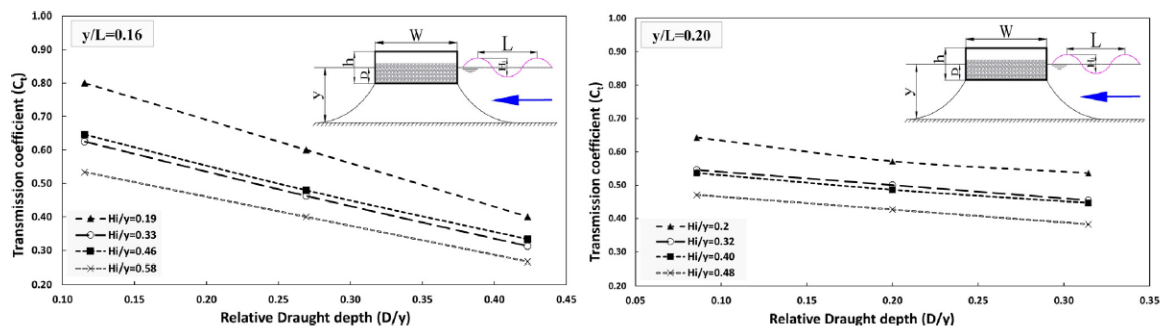 y/L=0.16
Transmission coefficient (Ct)
1.00
0.90
0.80
0.70
0.60
0.50
0.40
0.30
0.20
W
L
h
D
Hi
y
Hi/y=0.19
Hi/y=0.33
Hi/y=0.46
Hi/y=0.58
0.10 0.15 0.20 0.25 0.30 0.35 0.40 0.45
Relative Draught depth (D/y)
y/L=0.20
Transmission coefficient (Ct)
1.00
0.90
0.80
0.70
0.60
0.50
0.40
0.30
0.20
W
L
h
D
Hi
y
Hi/y=0.2
Hi/y=0.32
Hi/y=0.40
Hi/y=0.48
0.05 0.10 0.15 0.20 0.25 0.30 0.35
Relative Draught depth (D/y)